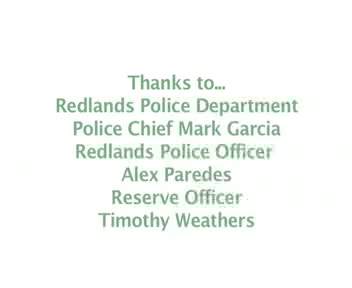 Thanks to...
Redlands Police Department
Police Chief Mark Garcia
Redlands Police Officer
Alex Paredes
Reserve Officer
Timothy Weathers